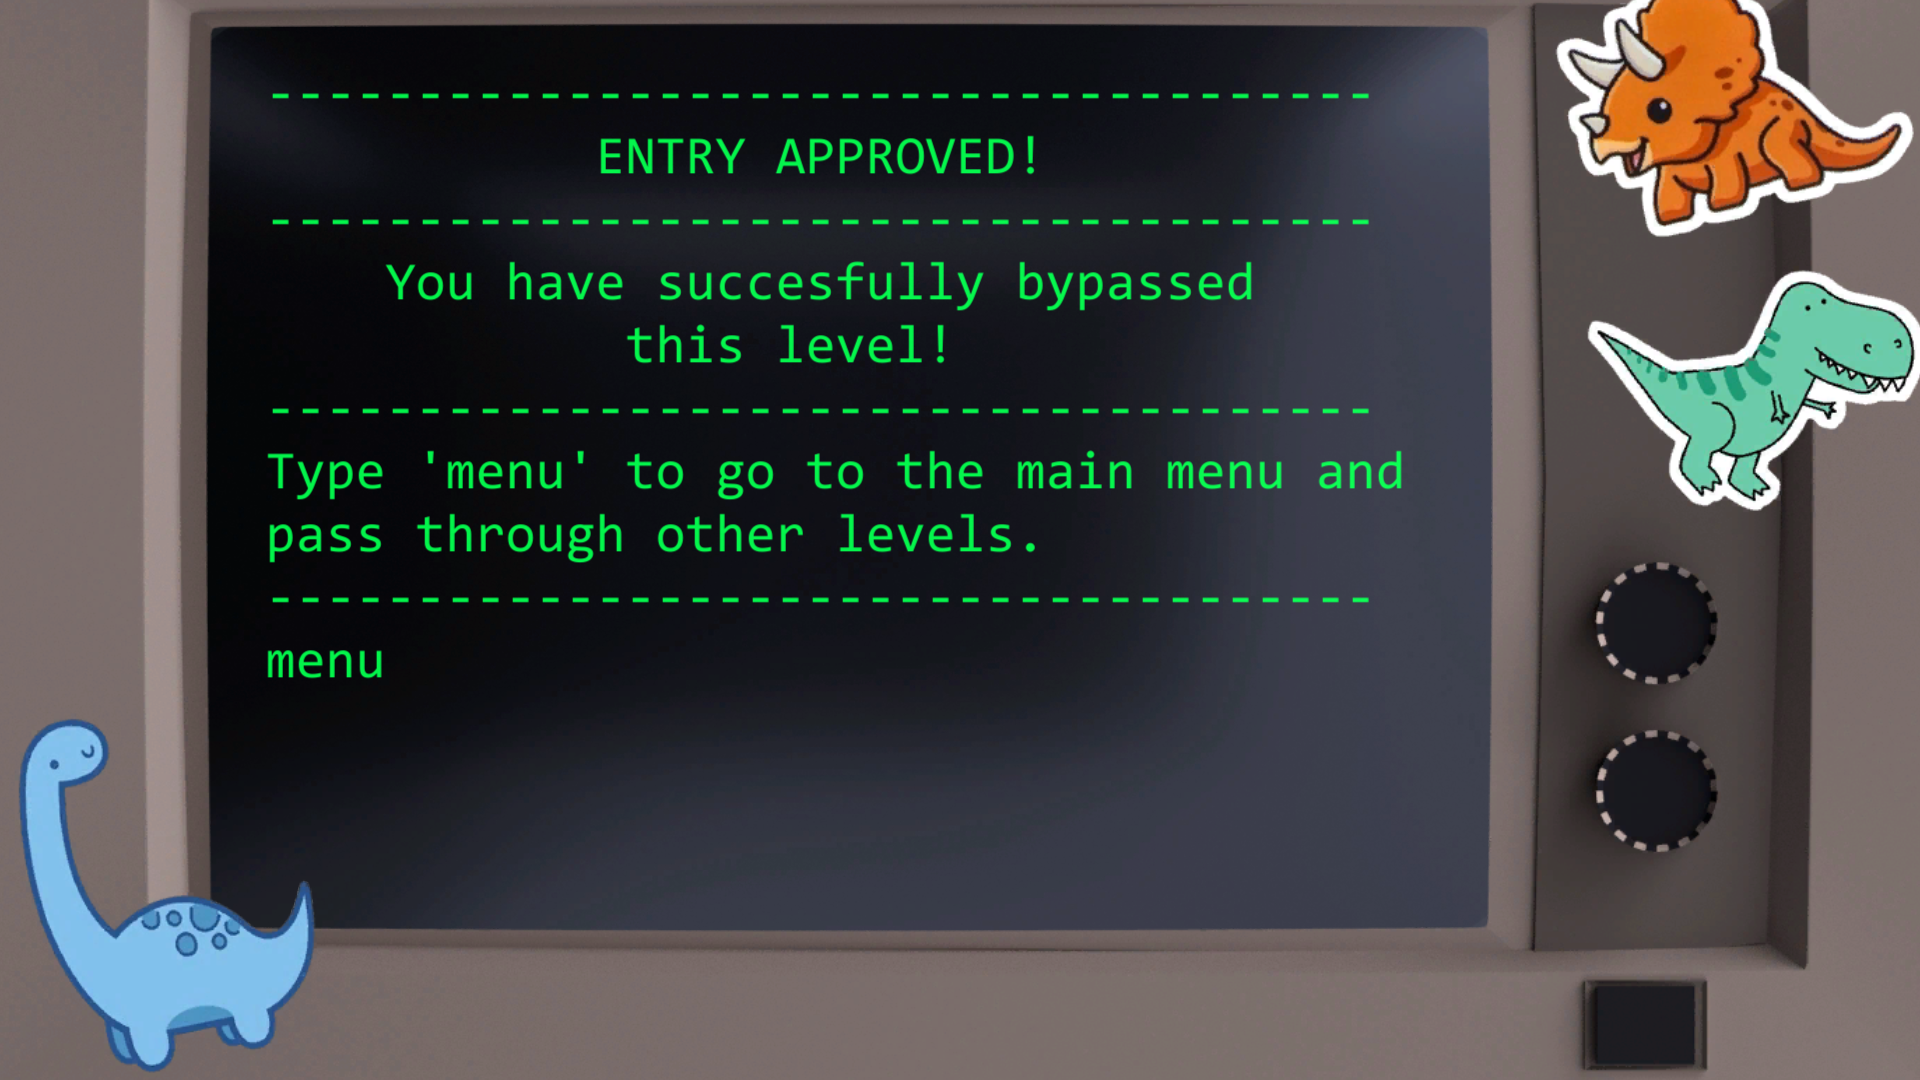 -------------------------------------
ENTRY APPROVED!
-------------------------------------
You have succesfully bypassed
this level!
-------------------------------------
Type 'menu' to go to the main menu and
pass through other levels.
-------------------------------------
menu